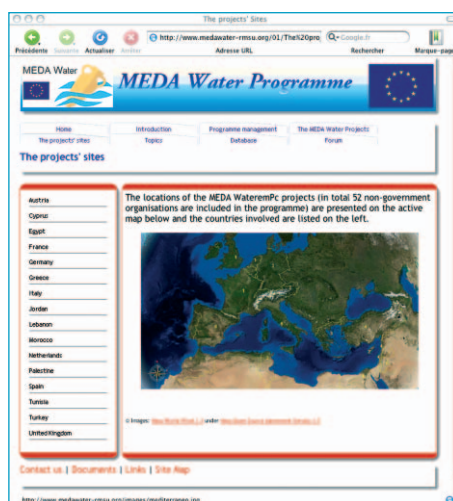 The projects' Sites
http://www.medawater-rmsu.org/01/The%20pro
Google.fr
Précédente Suivante Actualiser Arrêter Adresse URL Rechercher Marque-page
MEDA Water
MEDA Water Programme
Home Introduction Programme management The MEDA Water Projects
The projects' sites Topics Database Forum
The projects' sites
Austria
Cyprus
Egypt
France
Germany
Greece
Italy
Jordan
Lebanon
Morocco
Netherlands
Palestine
Spain
Tunisia
Turkey
United Kingdom
The locations of the MEDA WateremPc projects (in total 52 non-government
organisations are included in the programme) are presented on the active
map below and the countries involved are listed on the left.
Contact us | Documents | Links | Site Map
http://www.medawater-rmsu.org/images/mediterraneo.jpg